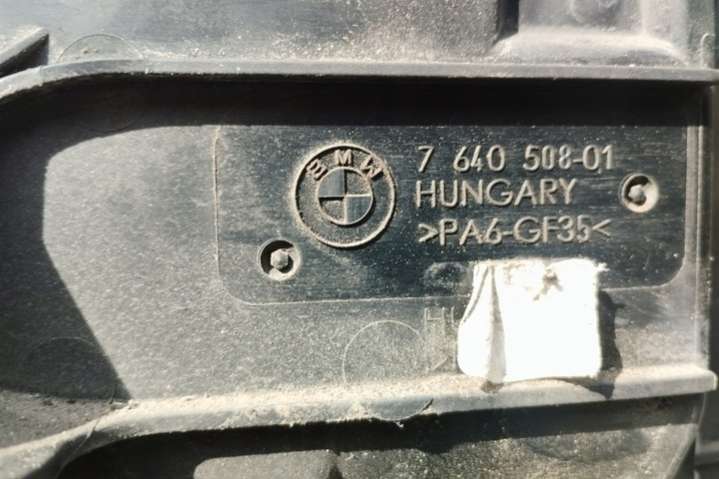 BMW
7 640 508-01
HUNGARY
>PA6-GF35<